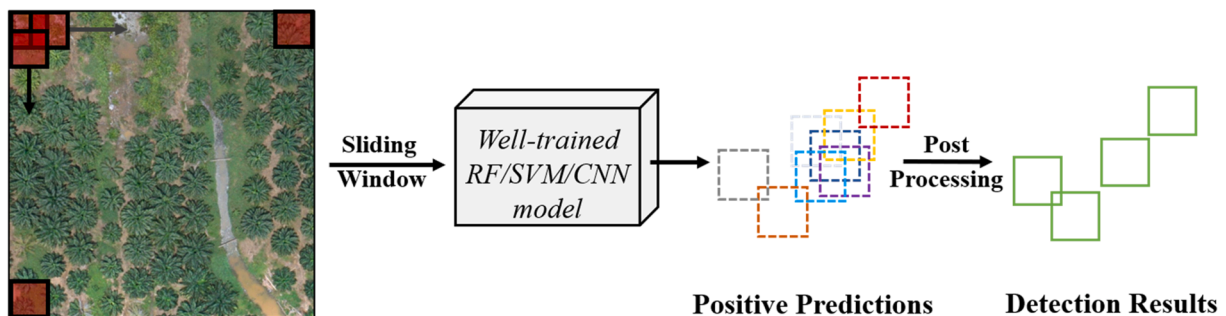 Sliding
Window
Well-trained
RF/SVM/CNN
model
Post
Processing
Positive Predictions
Detection Results